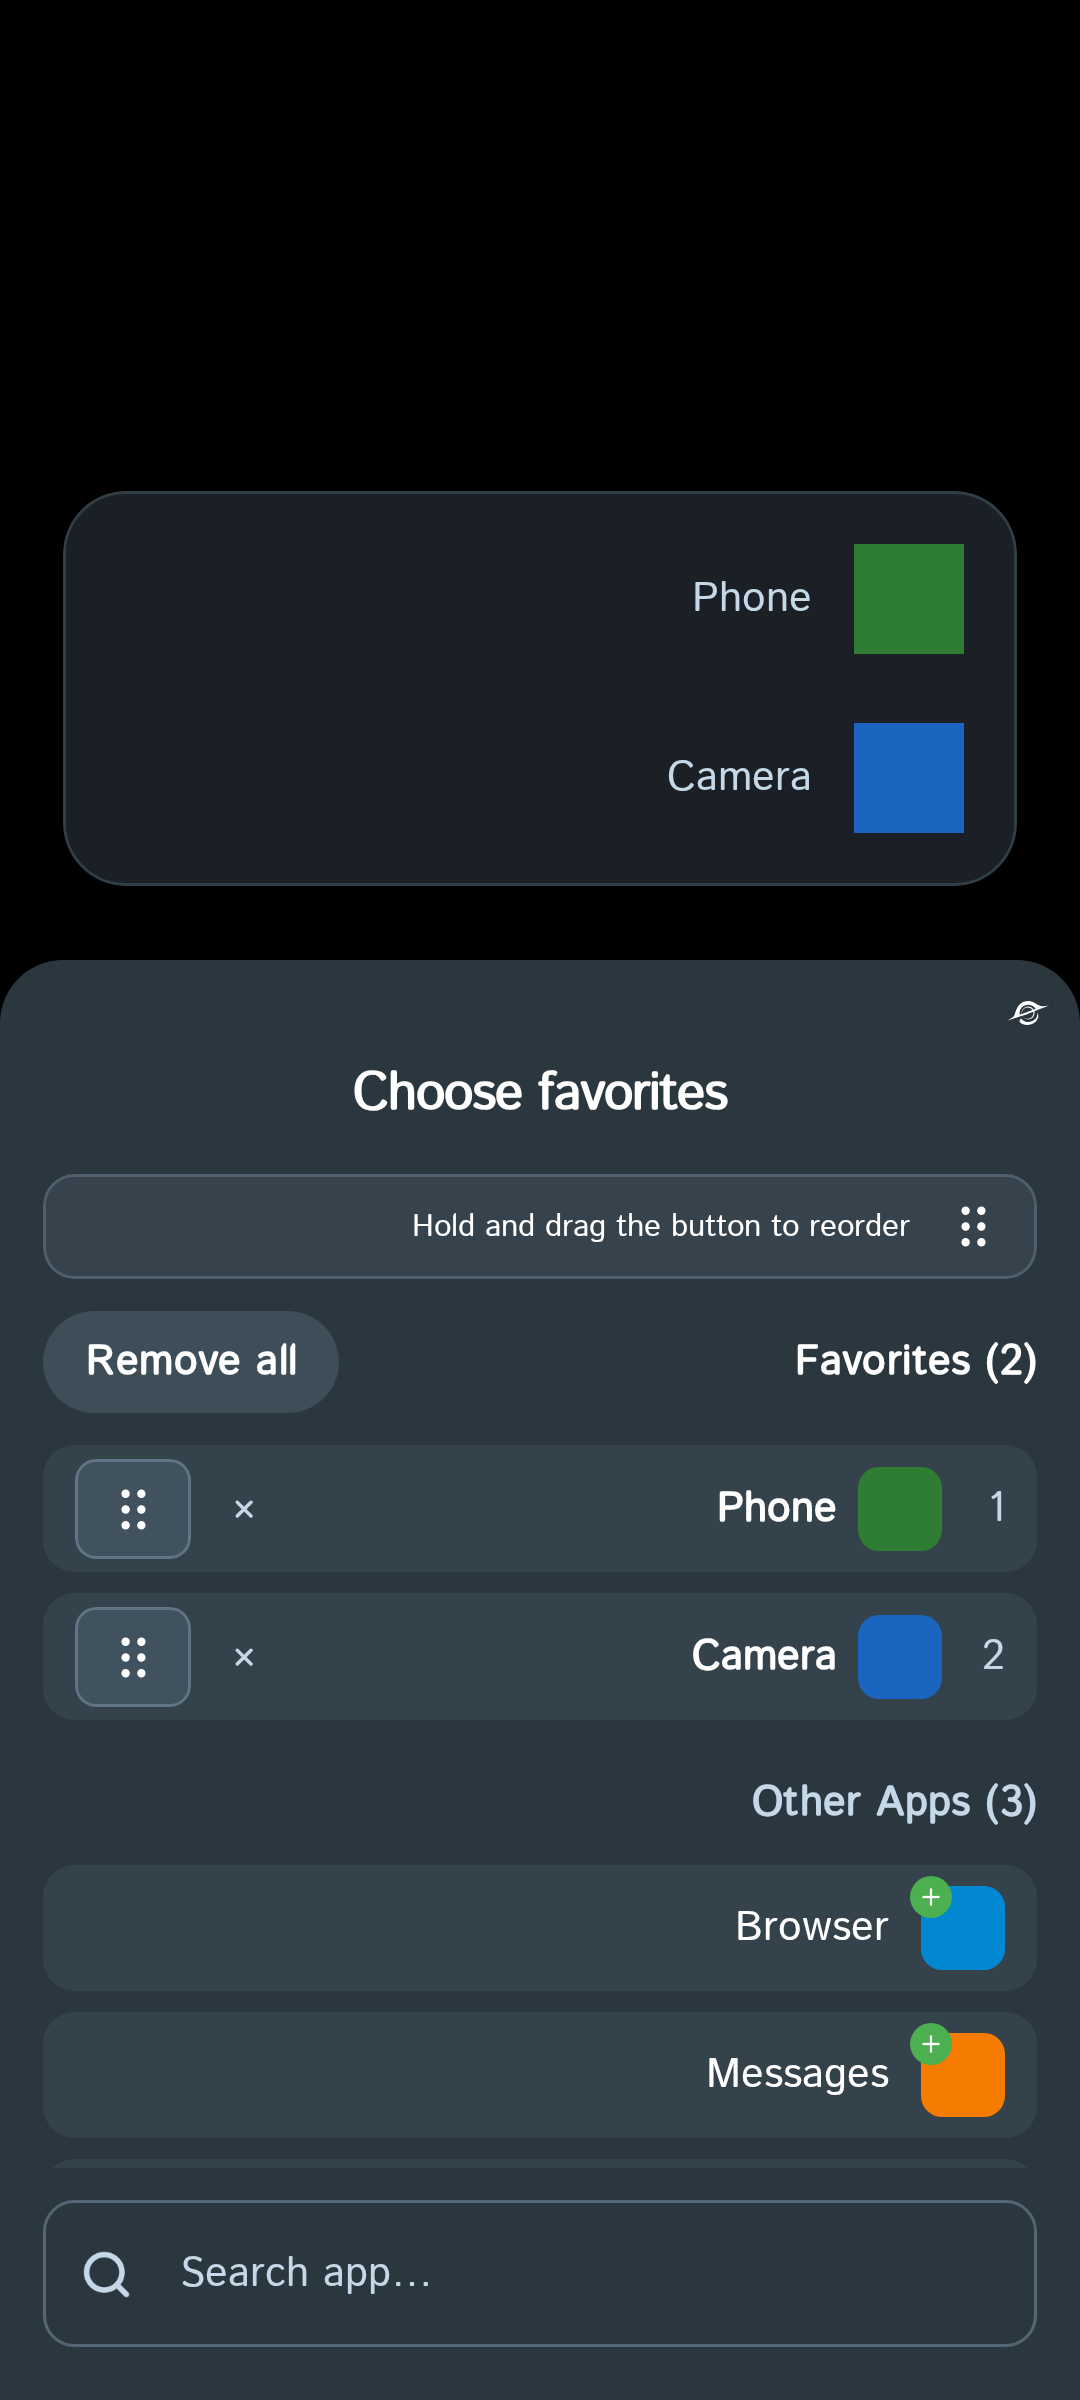 Phone
Camera
Choose favorites
Hold and drag the button to reorder
Remove all
Favorites (2)
× Phone 1
× Camera 2
Other Apps (3)
+ Browser
+ Messages
Search app...